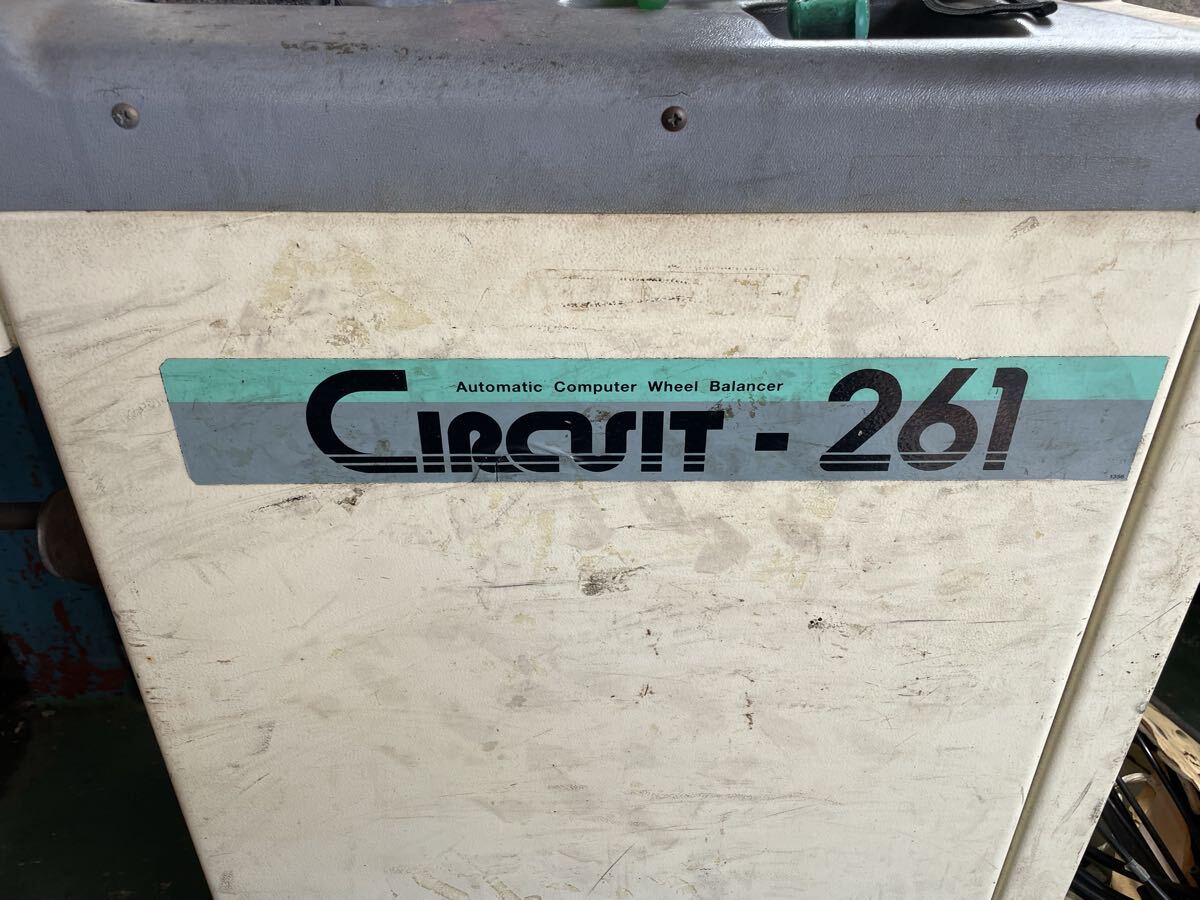 Automatic Computer Wheel Balancer
CIRCUIT - 261